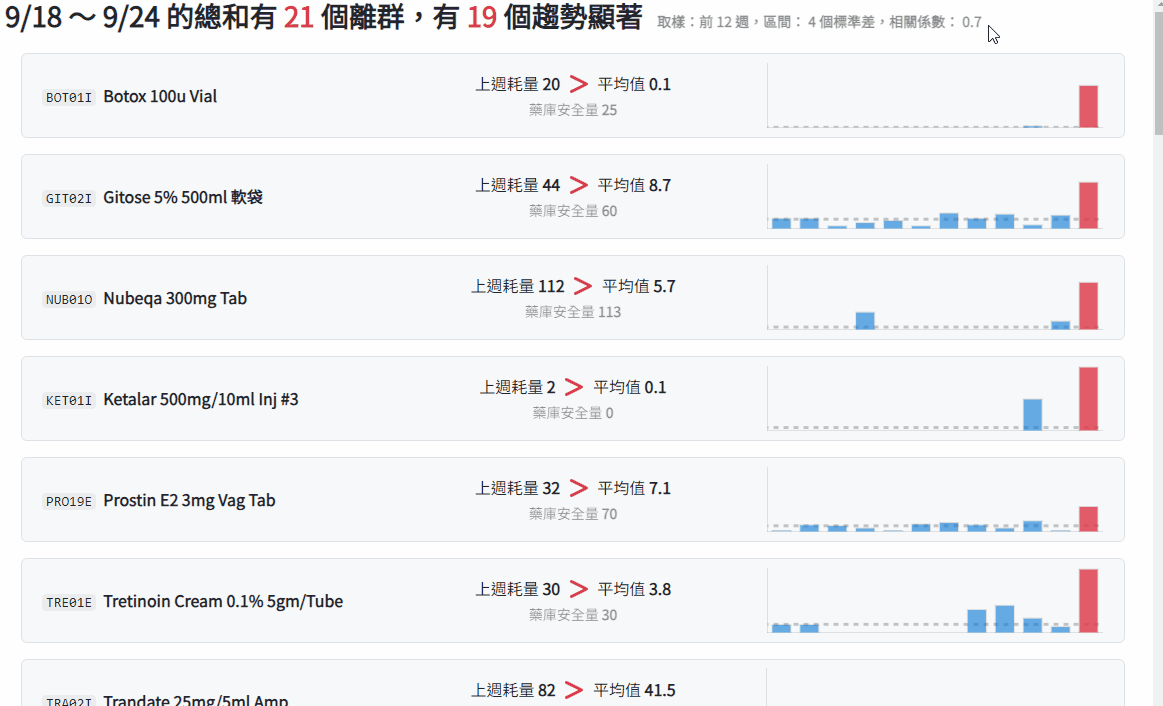 9/18 ～ 9/24 的總和有 21 個離群，有 19 個趨勢顯著 取樣：前 12 週，區間： 4 個標準差，相關係數： 0.7
BOT01I Botox 100u Vial
上週耗量 20 > 平均值 0.1
藥庫安全量 25
GIT02I Gitose 5% 500ml 軟袋
上週耗量 44 > 平均值 8.7
藥庫安全量 60
NUB01O Nubeqa 300mg Tab
上週耗量 112 > 平均值 5.7
藥庫安全量 113
KET01I Ketalar 500mg/10ml Inj #3
上週耗量 2 > 平均值 0.1
藥庫安全量 0
PRO19E Prostin E2 3mg Vag Tab
上週耗量 32 > 平均值 7.1
藥庫安全量 70
TRE01E Tretinoin Cream 0.1% 5gm/Tube
上週耗量 30 > 平均值 3.8
藥庫安全量 30
TRA02I Trandate 25mg/5ml Amp
上週耗量 82 > 平均值 41.5